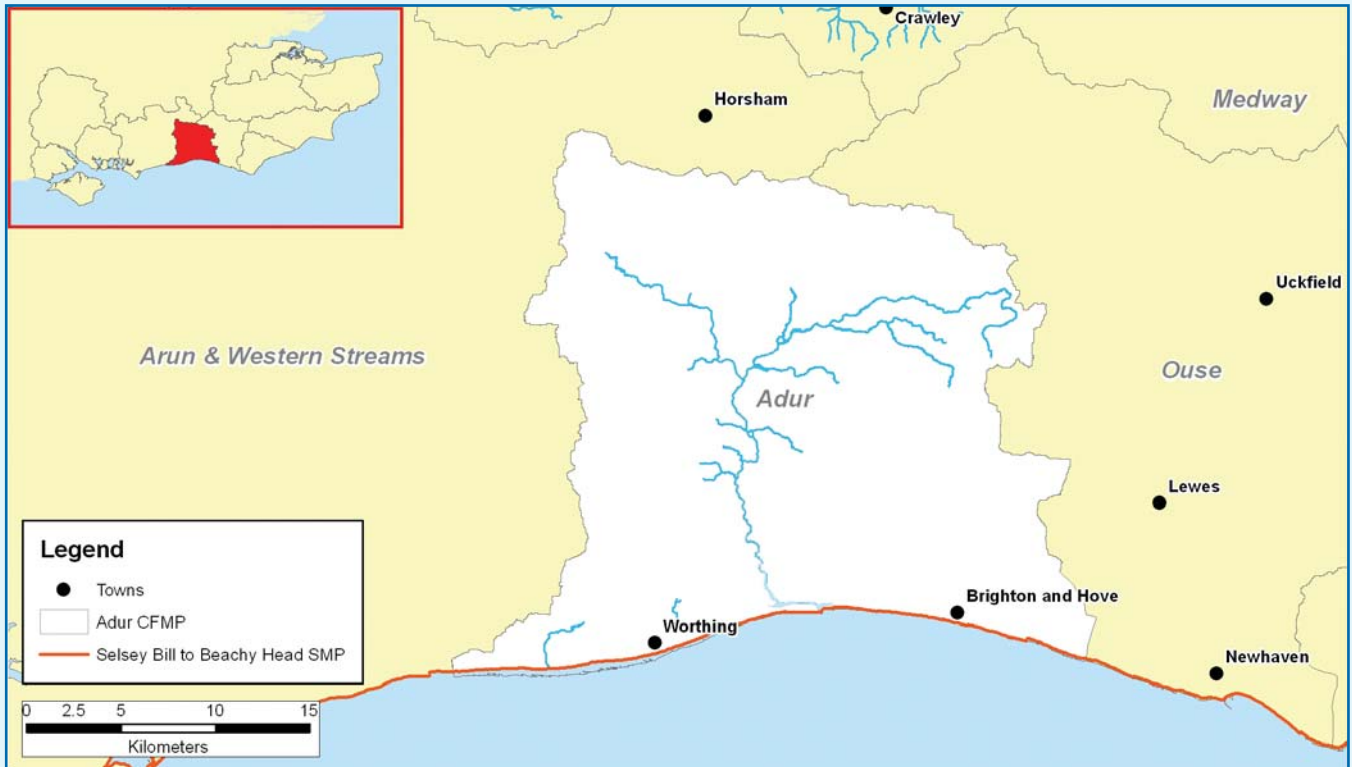 Crawley
Horsham
Medway
Uckfield
Arun & Western Streams
Ouse
Adur
Lewes
Brighton and Hove
Worthing
Newhaven
Legend
Towns
Adur CFMP
Selsey Bill to Beachy Head SMP
0 2.5 5 10 15
Kilometers